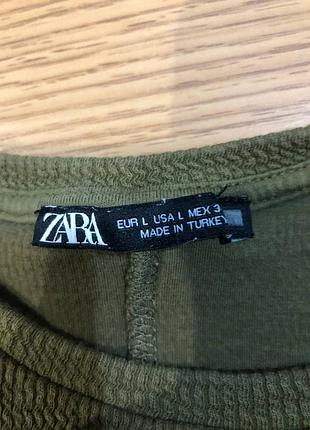 ZARA
EUR L USA L MEX 3
MADE IN TURKEY